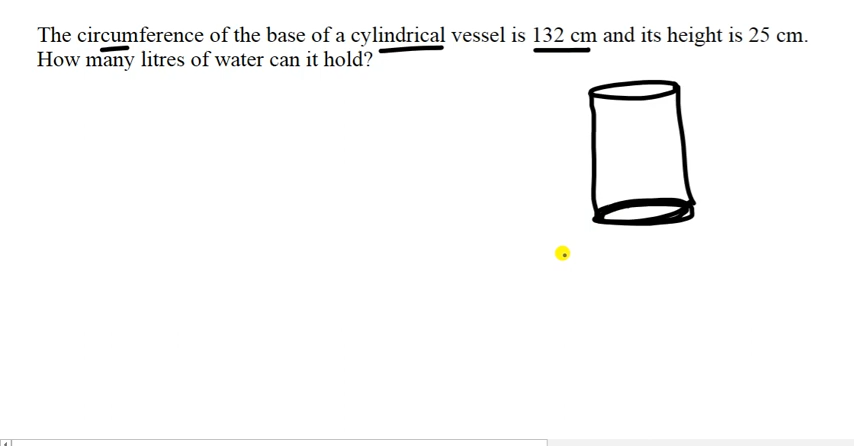 The circumference of the base of a cylindrical vessel is 132 cm and its height is 25 cm.
How many litres of water can it hold?